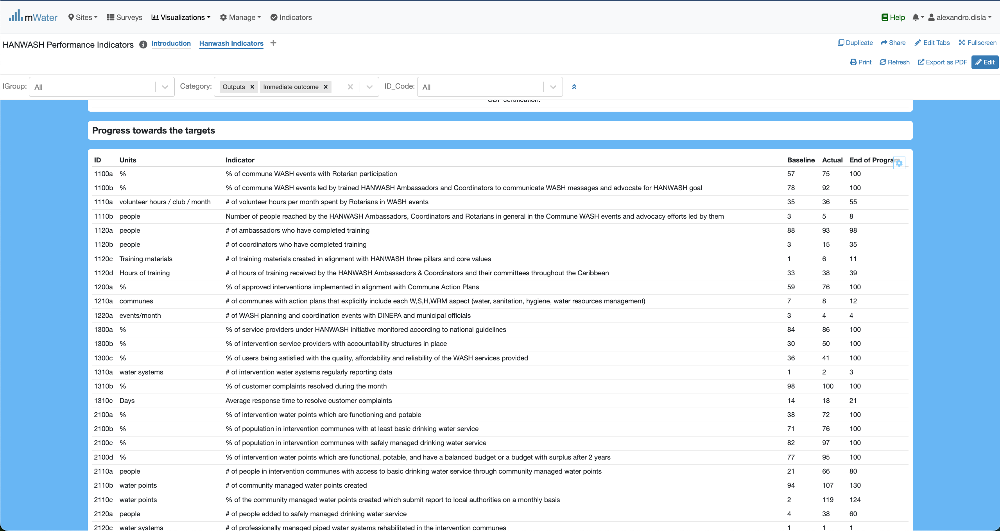 mWater Sites Surveys Visualizations Manage Indicators Help alexandro.disla
HANWASH Performance Indicators Introduction Hanwash Indicators + Duplicate Share Edit Tabs Fullscreen
Print Refresh Export as PDF Edit
IGroup: All Category: Outputs Immediate outcome ID_Code: All
ODF certification.
Progress towards the targets
ID Units Indicator Baseline Actual End of Program
1100a % % of commune WASH events with Rotarian participation 57 75 100
1100b % % of commune WASH events led by trained HANWASH Ambassadors and Coordinators to communicate WASH messages and advocate for HANWASH goal 78 92 100
1110a volunteer hours / club / month # of volunteer hours per month spent by Rotarians in WASH events 35 36 55
1110b people Number of people reached by the HANWASH Ambassadors, Coordinators and Rotarians in general in the Commune WASH events and advocacy efforts led by them 3 5 8
1120a people # of ambassadors who have completed training 88 93 98
1120b people # of coordinators who have completed training 3 15 35
1120c Training materials # of training materials created in alignment with HANWASH three pillars and core values 1 6 11
1120d Hours of training # of hours of training received by the HANWASH Ambassadors & Coordinators and their committees throughout the Caribbean 33 38 39
1200a % % of approved interventions implemented in alignment with Commune Action Plans 59 76 100
1210a communes # of communes with action plans that explicitly include each W,S,H,WRM aspect (water, sanitation, hygiene, water resources management) 7 8 12
1220a events/month # of WASH planning and coordination events with DINEPA and municipal officials 3 4 4
1300a % % of service providers under HANWASH initiative monitored according to national guidelines 84 86 100
1300b % % of intervention service providers with accountability structures in place 30 50 100
1300c % % of users being satisfied with the quality, affordability and reliability of the WASH services provided 36 41 100
1310a water systems # of intervention water systems regularly reporting data 1 2 3
1310b % % of customer complaints resolved during the month 98 100 100
1310c Days Average response time to resolve customer complaints 14 18 21
2100a % % of intervention water points which are functioning and potable 38 72 100
2100b % % of population in intervention communes with at least basic drinking water service 71 76 100
2100c % % of population in intervention communes with safely managed drinking water service 82 97 100
2100d % % of intervention water points which are functional, potable, and have a balanced budget or a budget with surplus after 2 years 77 95 100
2110a people # of people in intervention communes with access to basic drinking water service through community managed water points 21 66 80
2110b water points # of community managed water points created 94 107 130
2110c water points % of the community managed water points created which submit report to local authorities on a monthly basis 2 119 124
2120a people # of people added to safely managed drinking water service 4 38 60
2120c water systems # of professionally managed piped water systems rehabilitated in the intervention communes 1 1 1